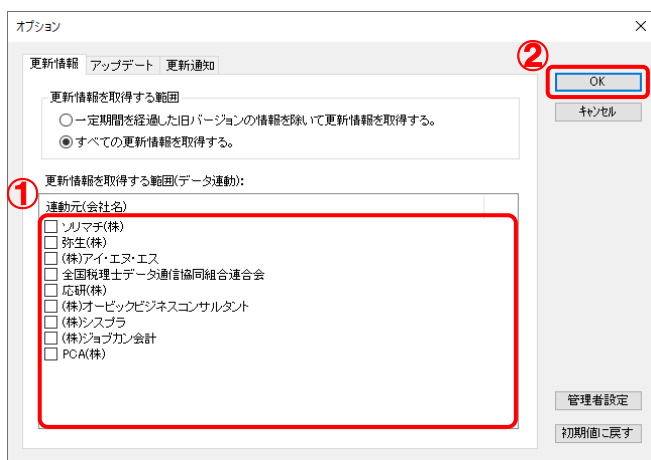 オプション
更新情報 アップデート 更新通知
②
OK
キャンセル
更新情報を取得する範囲
一定期間を経過した旧バージョンの情報を除いて更新情報を取得する。
すべての更新情報を取得する。
更新情報を取得する範囲(データ連動):
①
連動元(会社名)
ソリマチ(株)
弥生(株)
(株)アイ・エヌ・エス
全国税理士データ通信協同組合連合会
応研(株)
(株)オービックビジネスコンサルタント
(株)シスプラ
(株)ジョブカン会計
PCA(株)
管理者設定
初期値に戻す